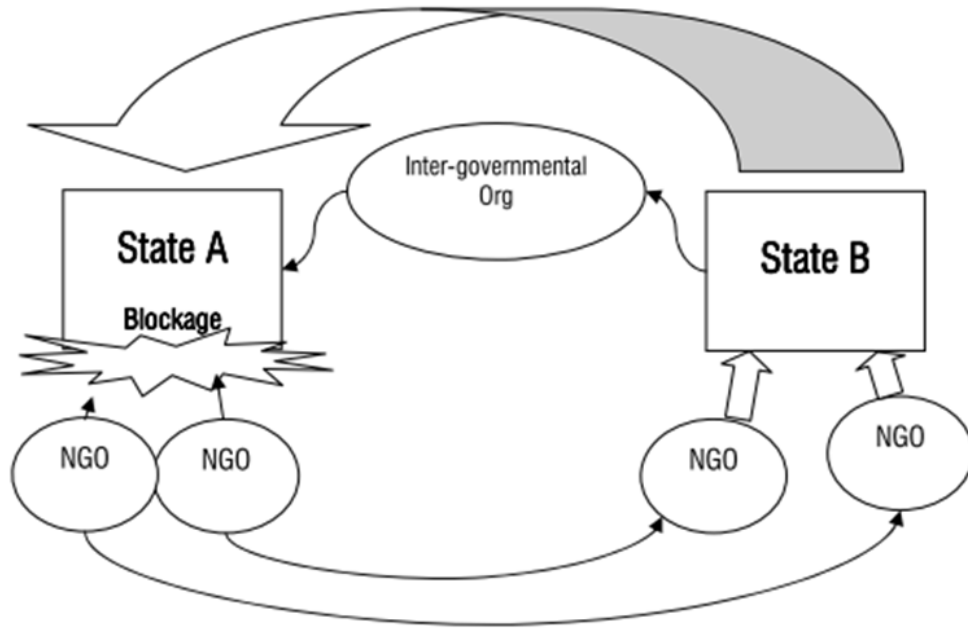 Inter-governmental
Org
State A
State B
Blockage
NGO
NGO
NGO
NGO